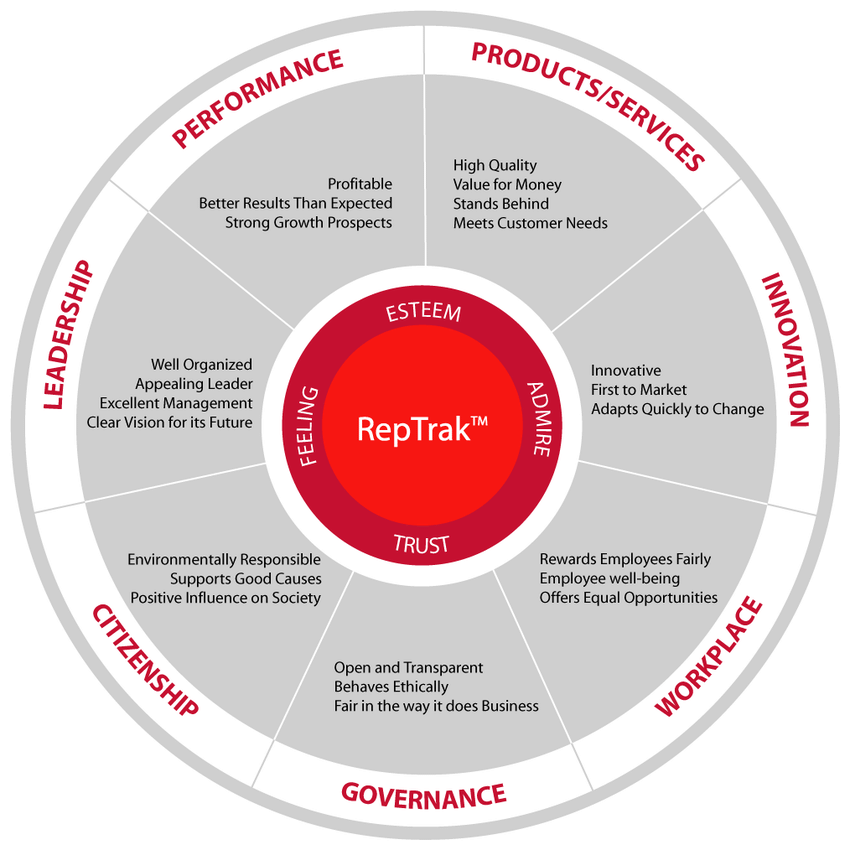 PERFORMANCE
Profitable
Better Results Than Expected
Strong Growth Prospects
PRODUCTS/SERVICES
High Quality
Value for Money
Stands Behind
Meets Customer Needs
INNOVATION
Innovative
First to Market
Adapts Quickly to Change
WORKPLACE
Rewards Employees Fairly
Employee well-being
Offers Equal Opportunities
GOVERNANCE
Open and Transparent
Behaves Ethically
Fair in the way it does Business
CITIZENSHIP
Environmentally Responsible
Supports Good Causes
Positive Influence on Society
LEADERSHIP
Well Organized
Appealing Leader
Excellent Management
Clear Vision for its Future
ESTEEM
ADMIRE
TRUST
FEELING
RepTrak™